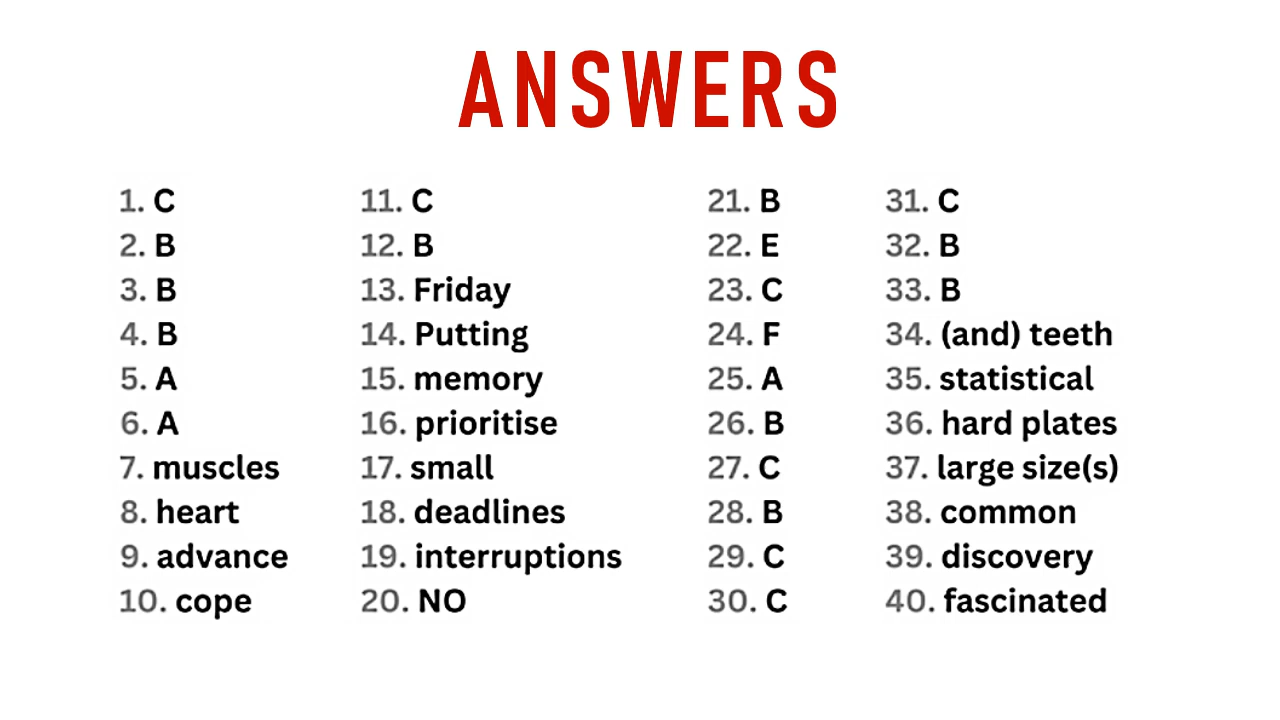 ANSWERS
1. C
2. B
3. B
4. B
5. A
6. A
7. muscles
8. heart
9. advance
10. cope
11. C
12. B
13. Friday
14. Putting
15. memory
16. prioritise
17. small
18. deadlines
19. interruptions
20. NO
21. B
22. E
23. C
24. F
25. A
26. B
27. C
28. B
29. C
30. C
31. C
32. B
33. B
34. (and) teeth
35. statistical
36. hard plates
37. large size(s)
38. common
39. discovery
40. fascinated